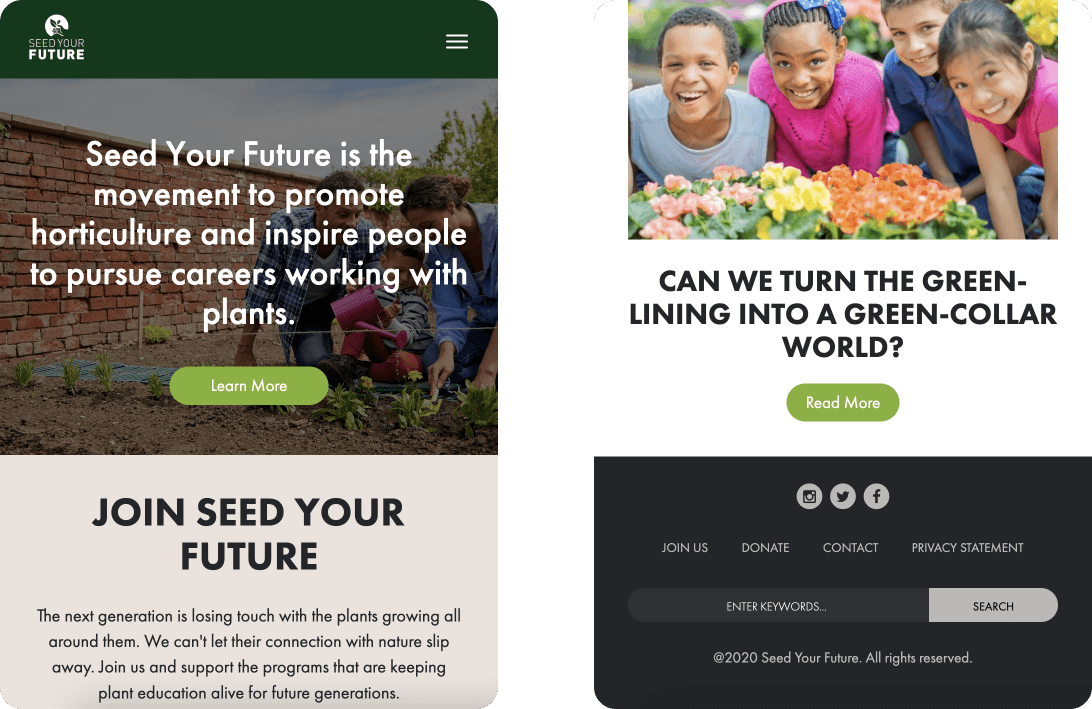 SEED YOUR
FUTURE
Seed Your Future is the
movement to promote
horticulture and inspire people
to pursue careers working with
plants.
Learn More
JOIN SEED YOUR
FUTURE
The next generation is losing touch with the plants growing all
around them. We can't let their connection with nature slip
away. Join us and support the programs that are keeping
plant education alive for future generations.
CAN WE TURN THE GREEN-
LINING INTO A GREEN-COLLAR
WORLD?
Read More
JOIN US DONATE CONTACT PRIVACY STATEMENT
ENTER KEYWORDS... SEARCH
@2020 Seed Your Future. All rights reserved.